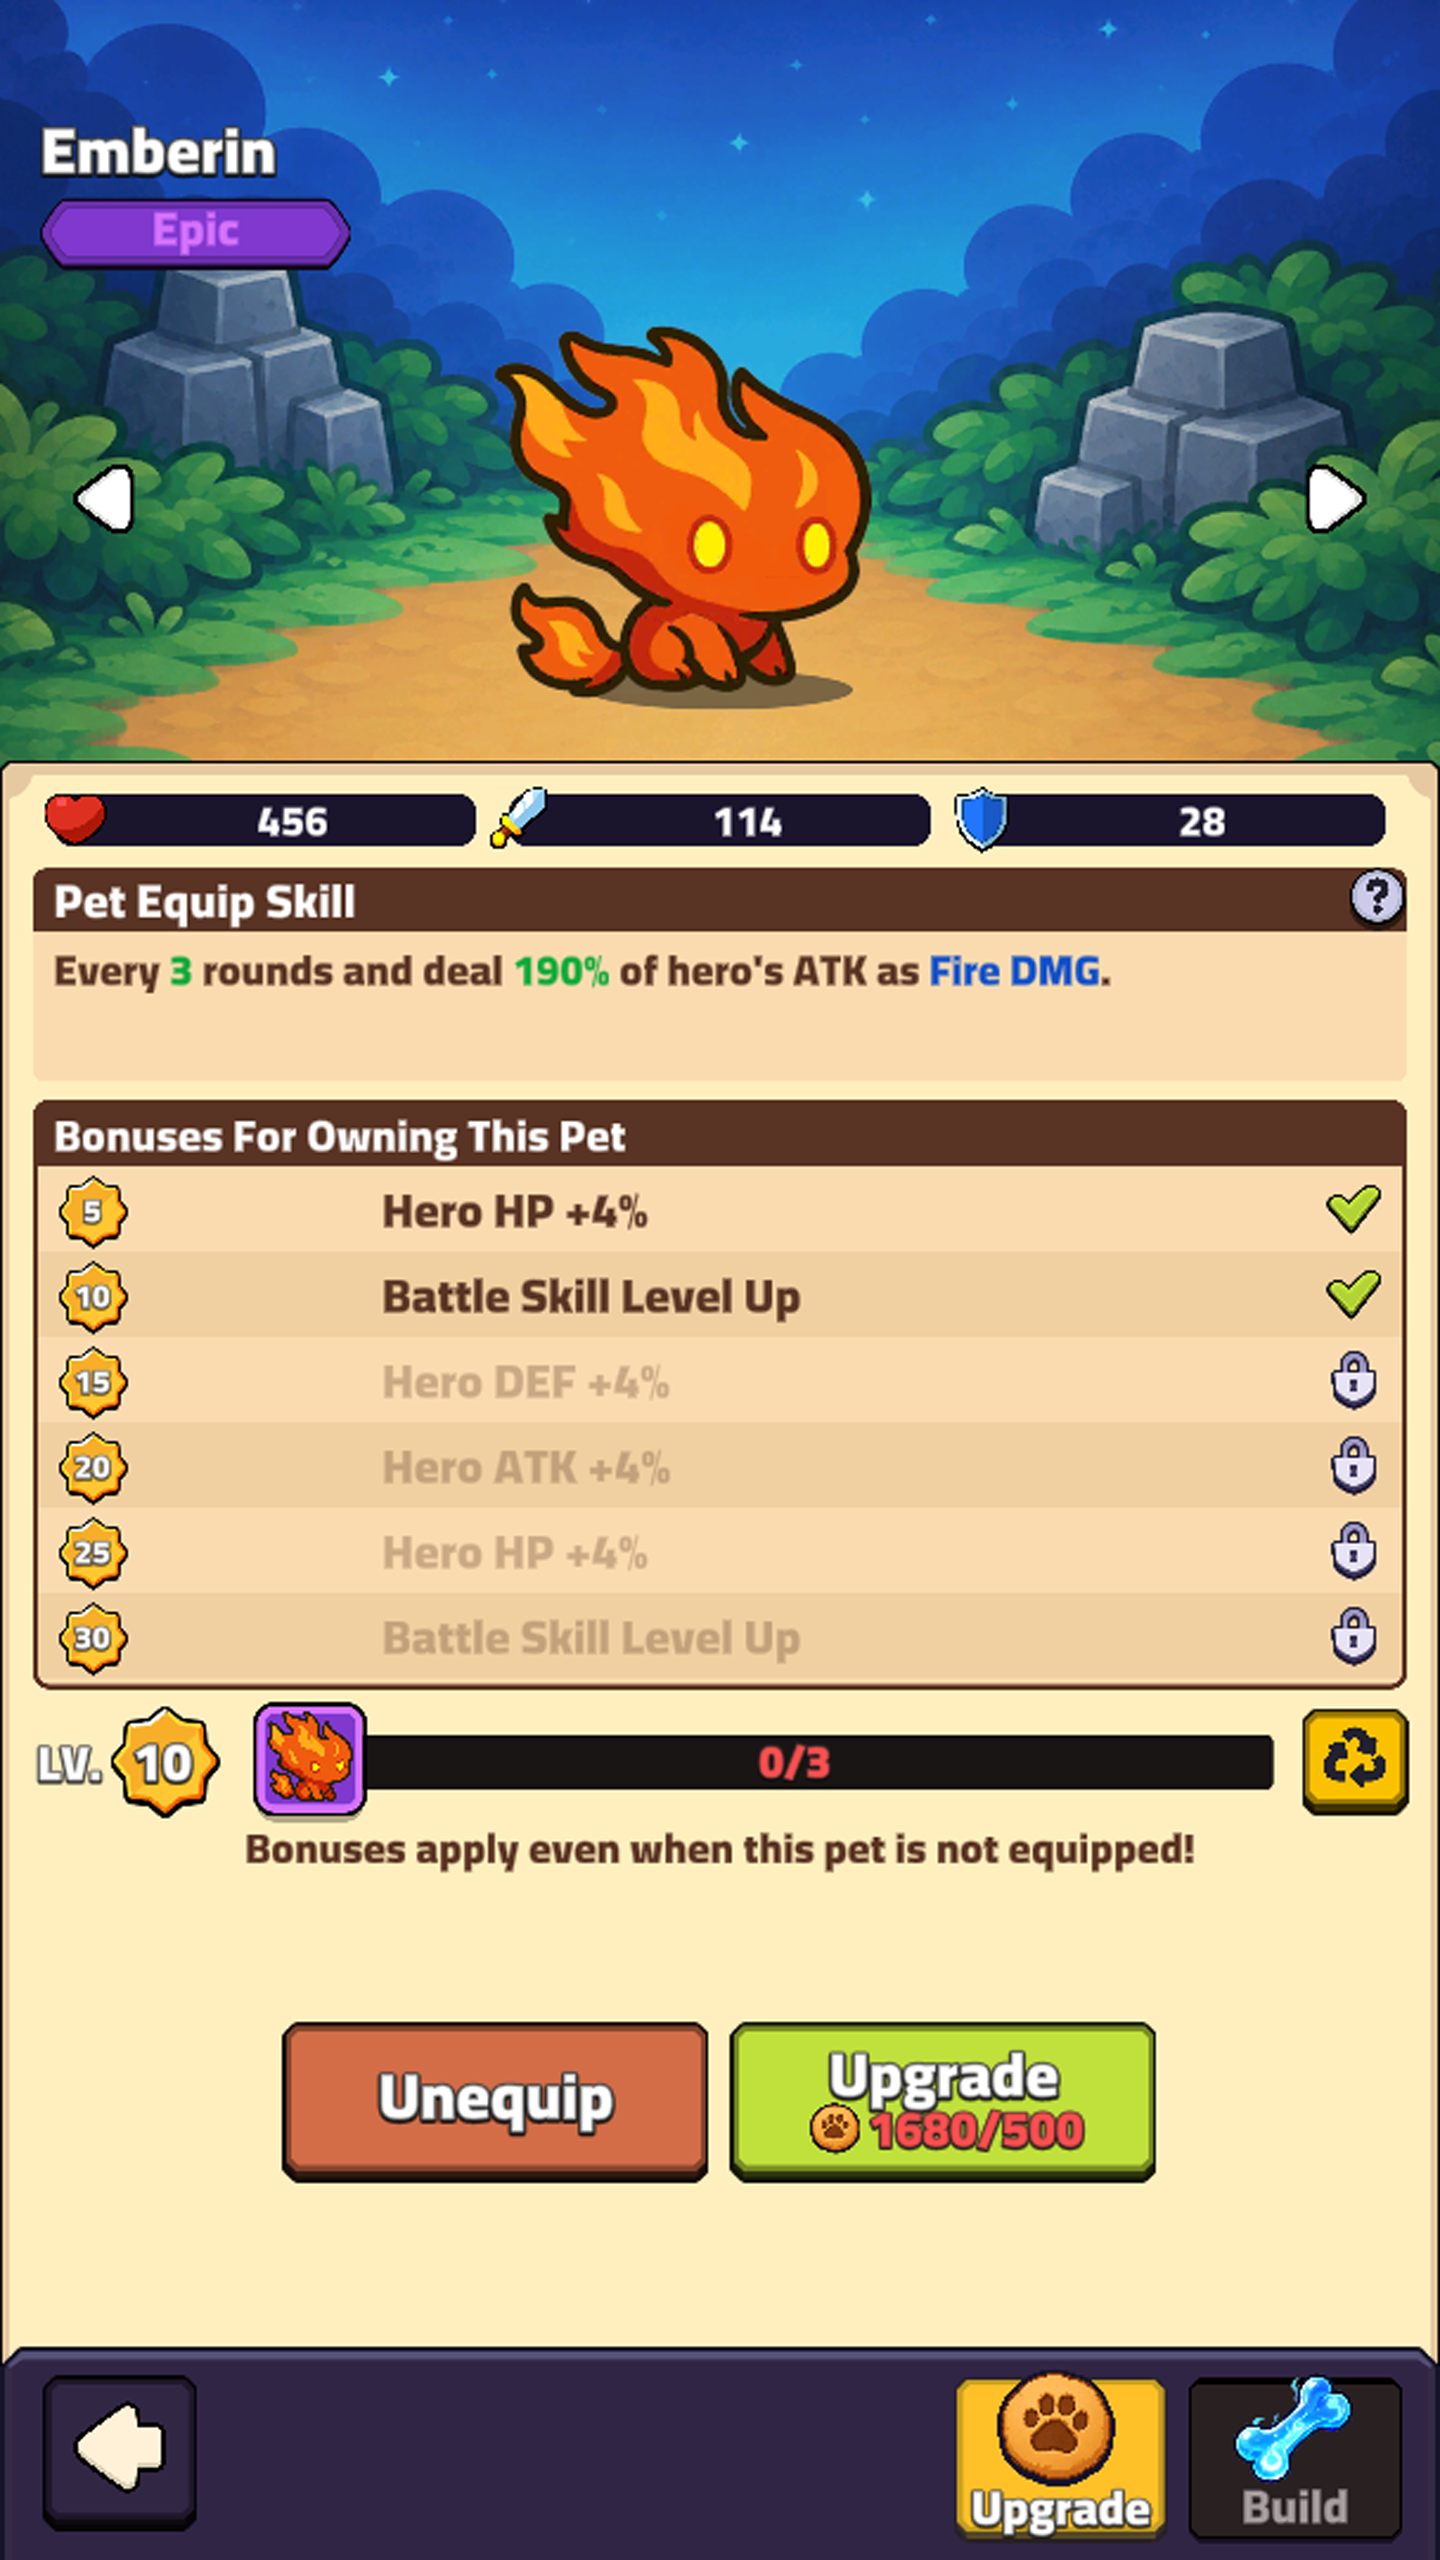 Emberin
Epic
456
114
28
Pet Equip Skill
?
Every 3 rounds and deal 190% of hero's ATK as Fire DMG.
Bonuses For Owning This Pet
5 Hero HP +4%
10 Battle Skill Level Up
15 Hero DEF +4%
20 Hero ATK +4%
25 Hero HP +4%
30 Battle Skill Level Up
LV. 10 0/3
Bonuses apply even when this pet is not equipped!
Unequip
Upgrade
1680/500
Upgrade
Build